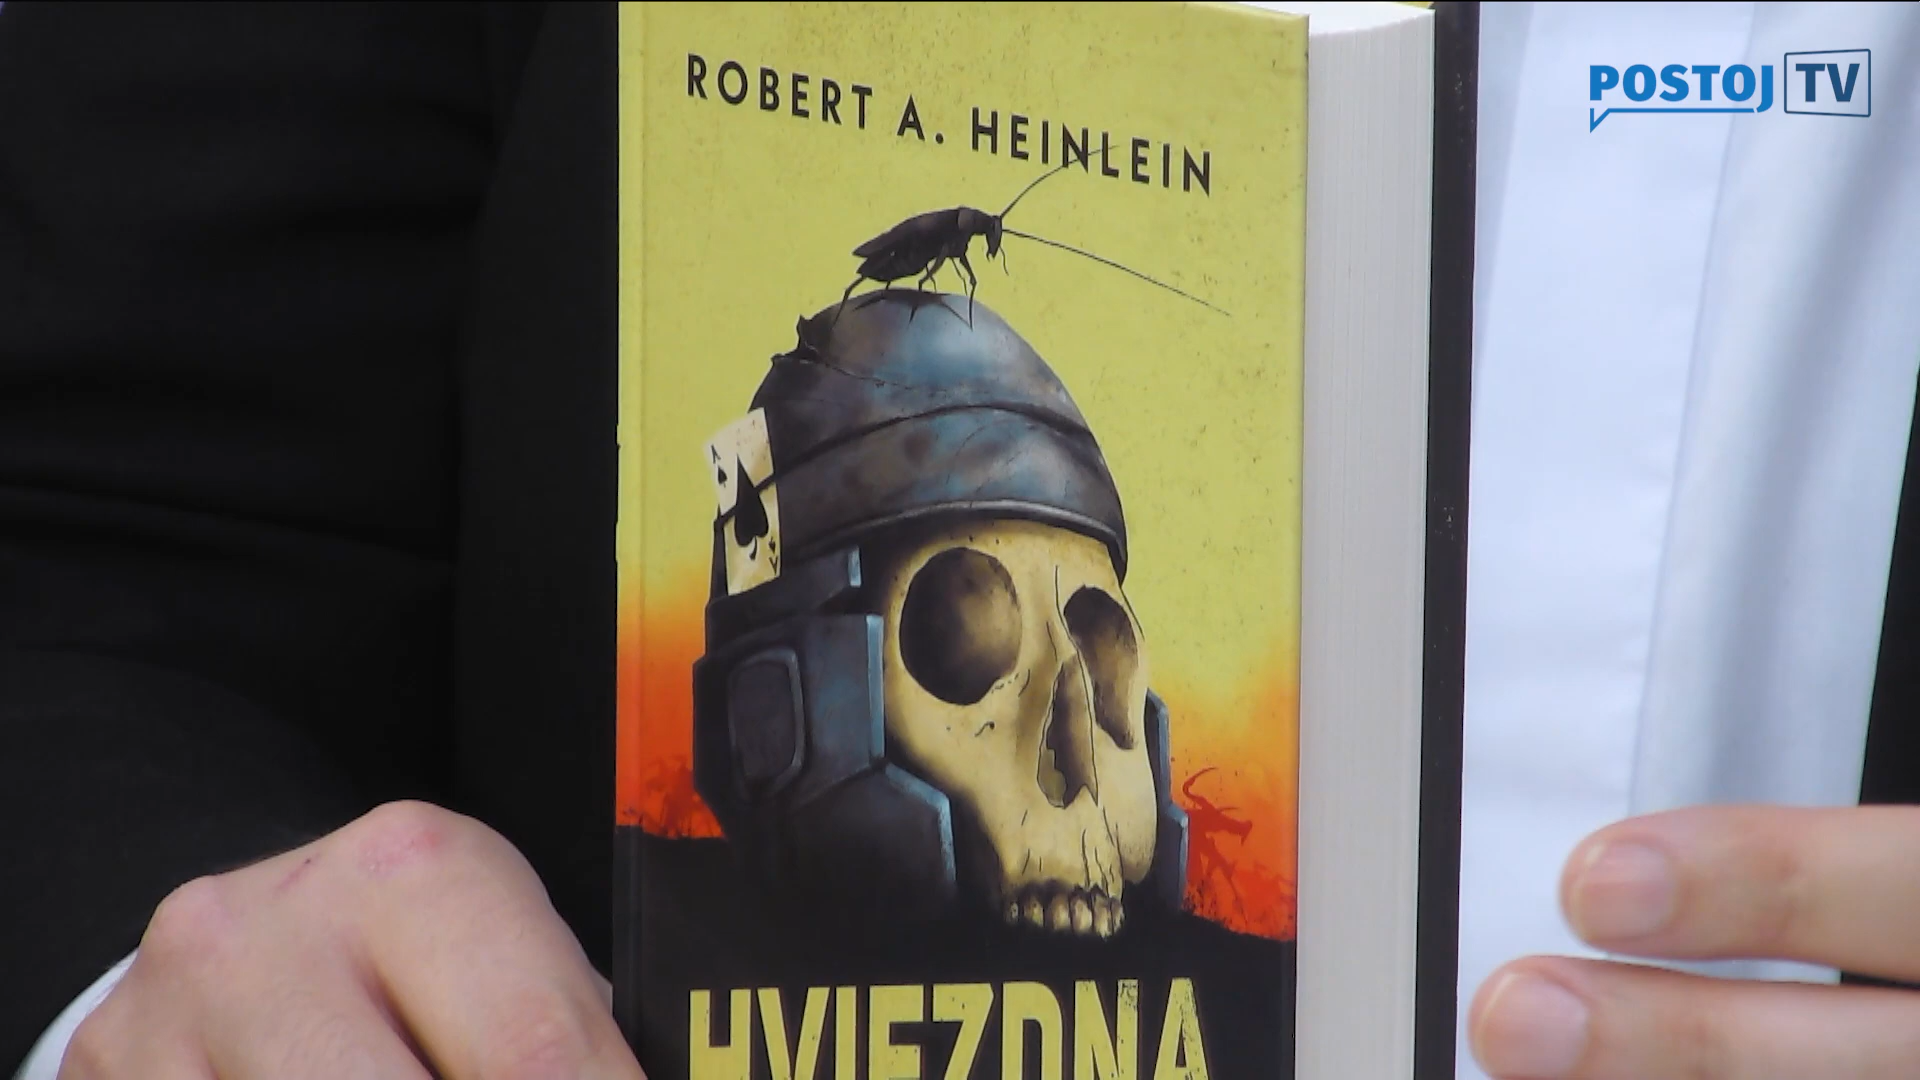 POSTOJ TV
ROBERT A. HEINLEIN
A
A
HVIEZDNA